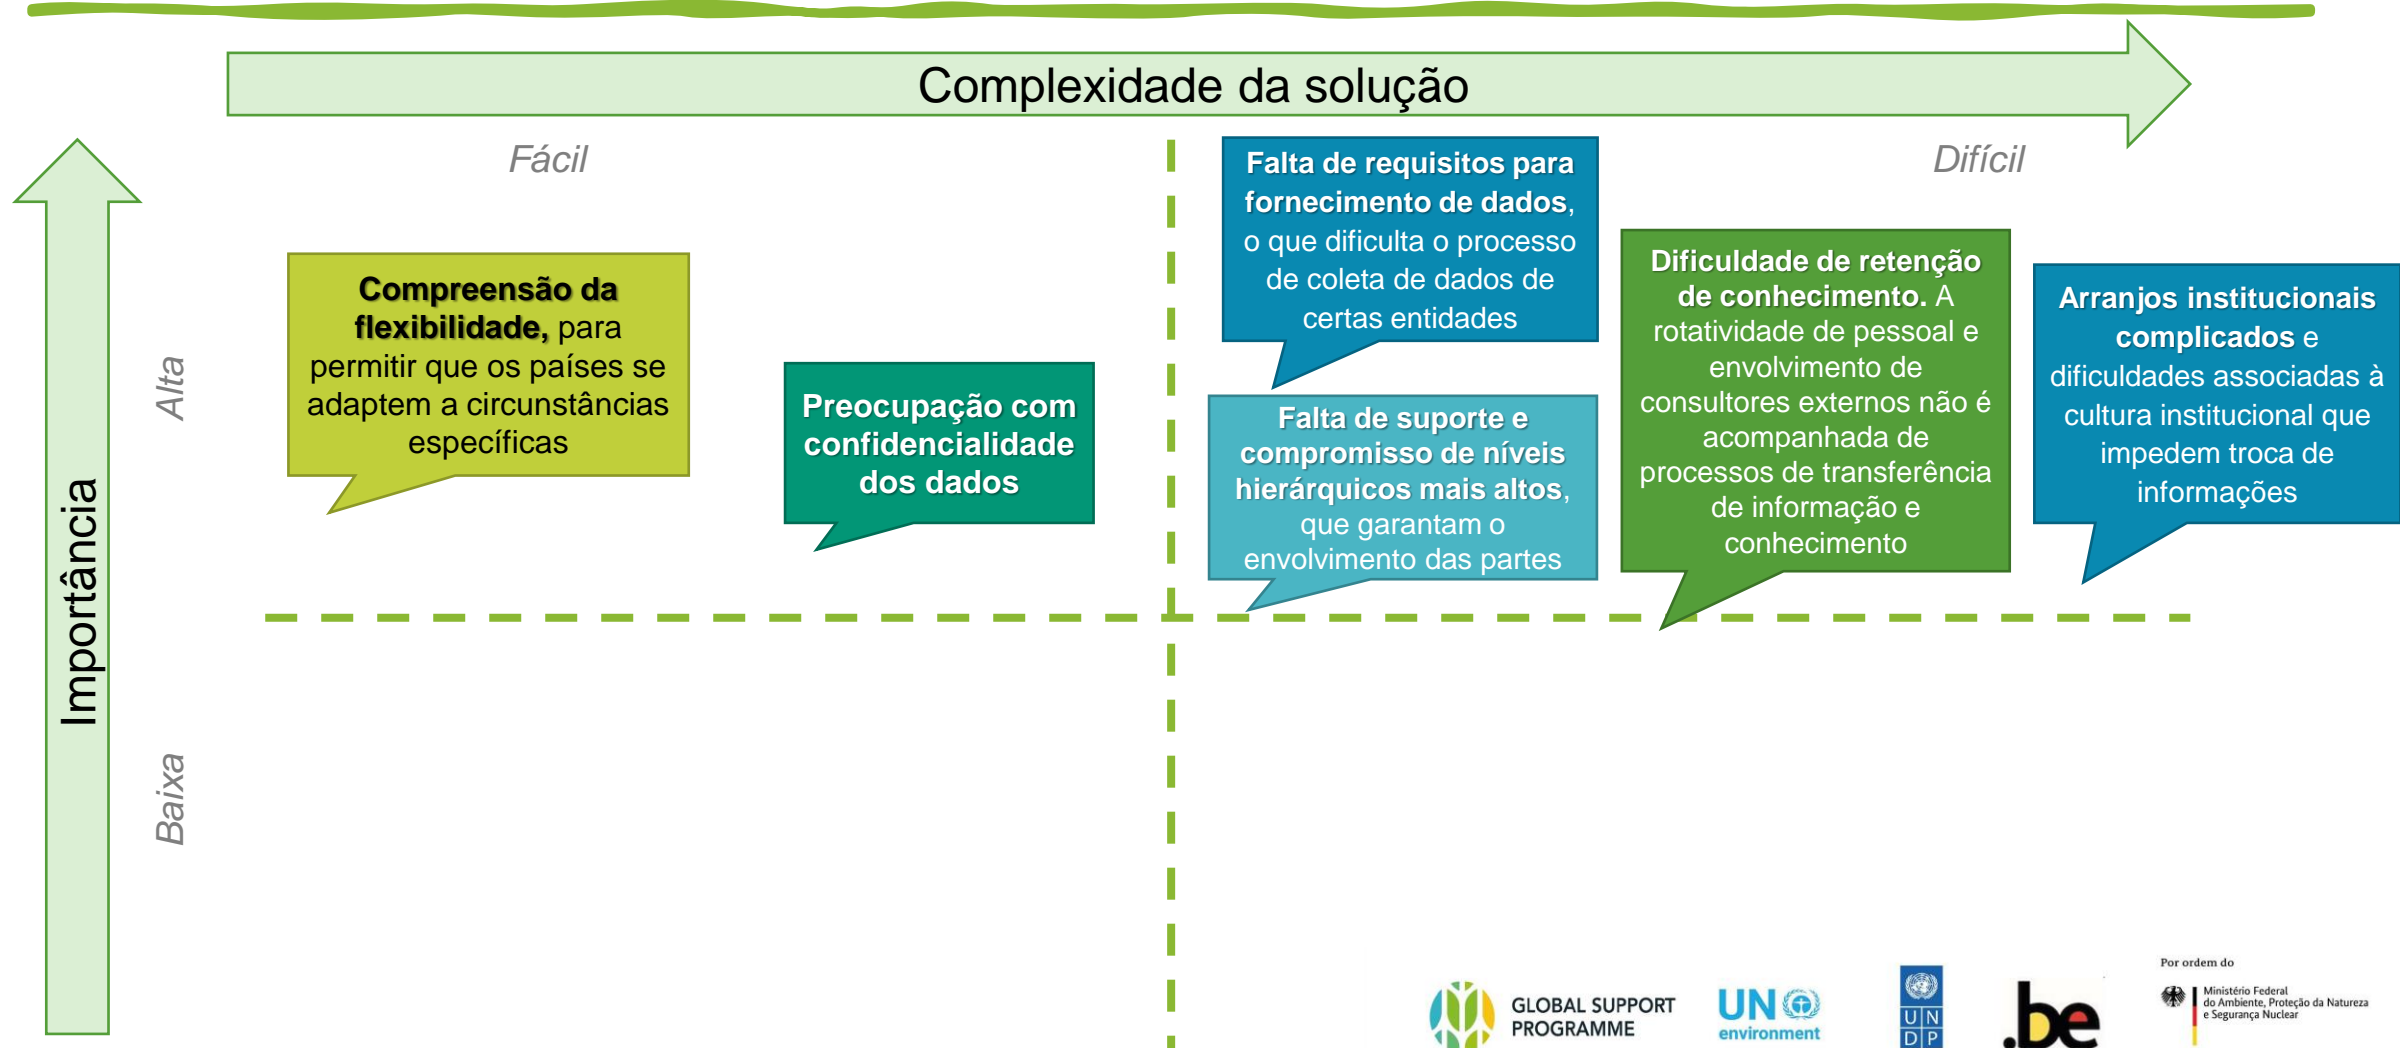 Complexidade da solução
Fácil
Difícil
Importância
Alta
Baixa
Compreensão da
flexibilidade, para
permitir que os países se
adaptem a circunstâncias
específicas
Preocupação com
confidencialidade
dos dados
Falta de requisitos para
fornecimento de dados,
o que dificulta o processo
de coleta de dados de
certas entidades
Falta de suporte e
compromisso de níveis
hierárquicos mais altos,
que garantam o
envolvimento das partes
Dificuldade de retenção
de conhecimento. A
rotatividade de pessoal e
envolvimento de
consultores externos não é
acompanhada de
processos de transferência
de informação e
conhecimento
Arranjos institucionais
complicados e
dificuldades associadas à
cultura institucional que
impedem troca de
informações
GLOBAL SUPPORT
PROGRAMME
UN
environment
UN
DP
.be
Por ordem do
Ministério Federal
do Ambiente, Proteção da Natureza
e Segurança Nuclear